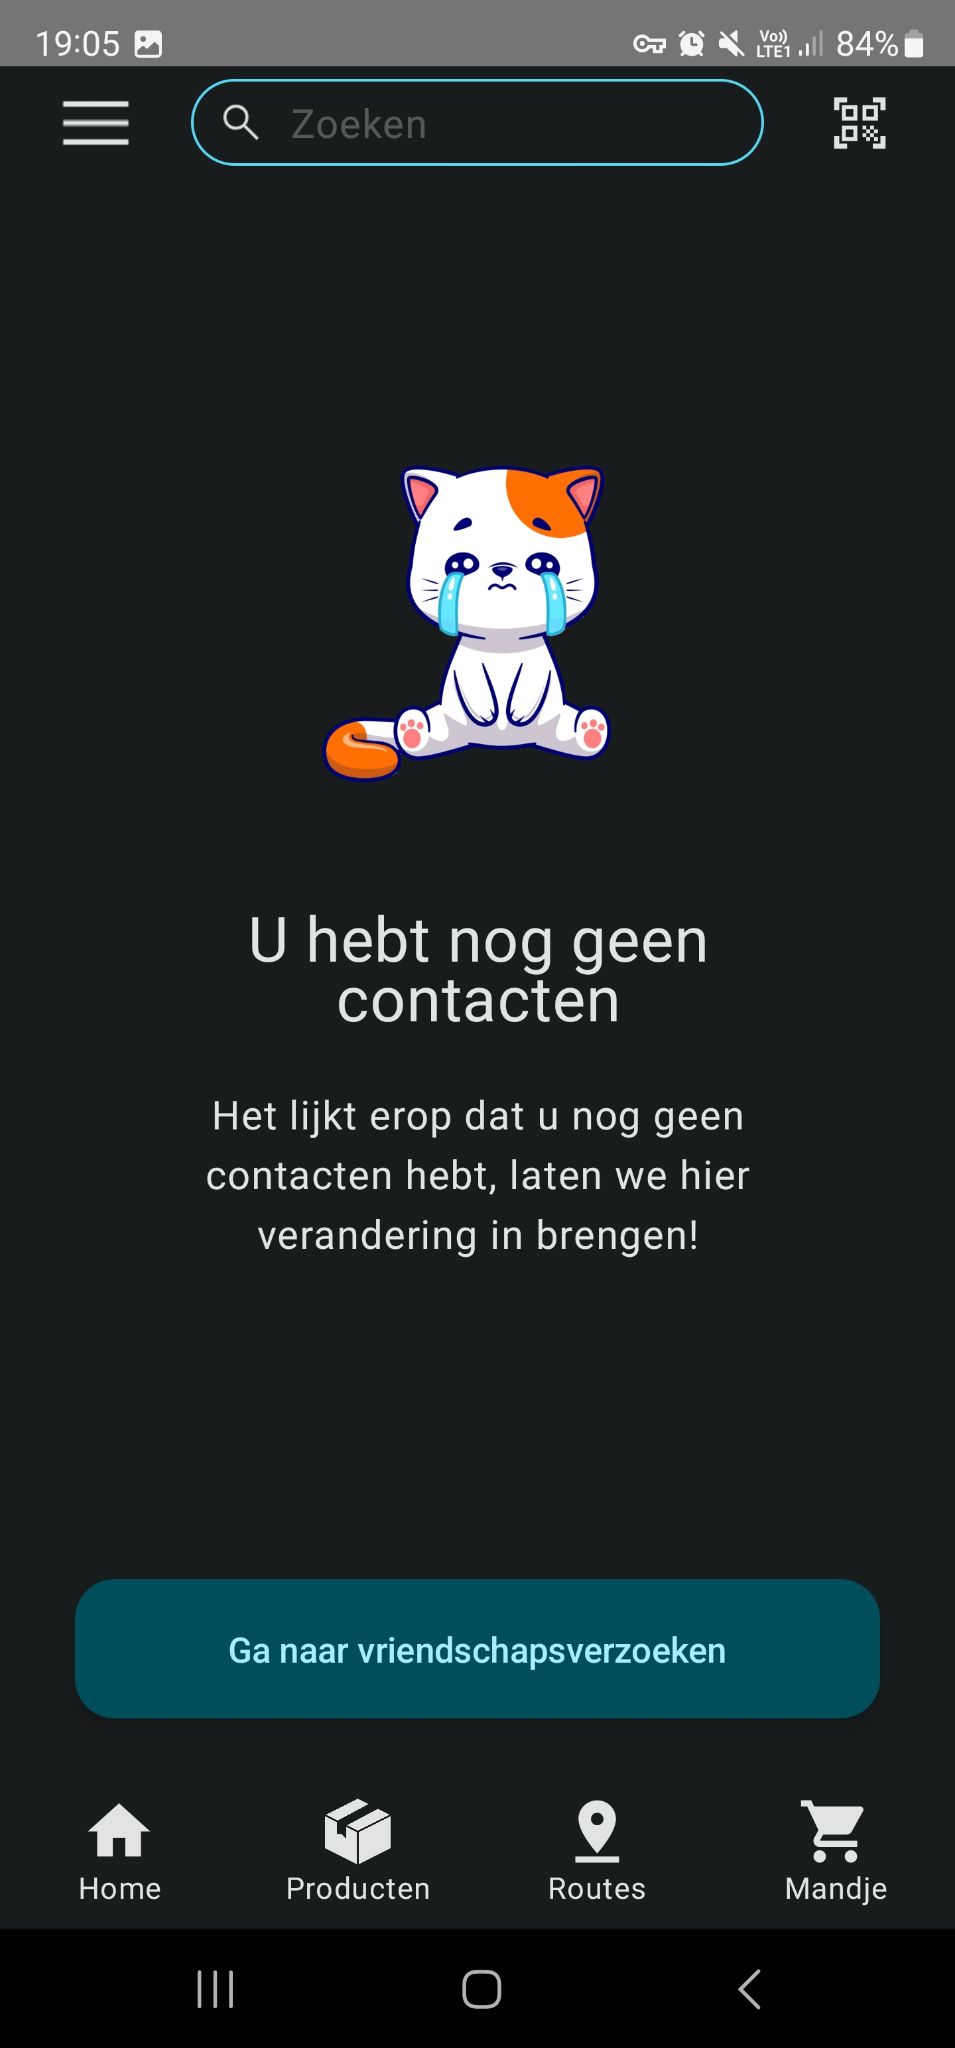 19:05 Vo)) LTE1 84%
Zoeken
U hebt nog geen
contacten
Het lijkt erop dat u nog geen
contacten hebt, laten we hier
verandering in brengen!
Ga naar vriendschapsverzoeken
Home Producten Routes Mandje